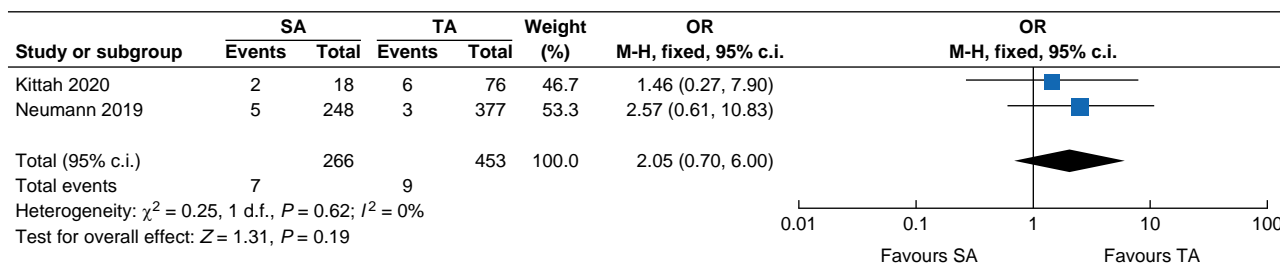 SA TA Weight OR OR
Study or subgroup Events Total Events Total (%) M-H, fixed, 95% c.i. M-H, fixed, 95% c.i.
Kittah 2020 2 18 6 76 46.7 1.46 (0.27, 7.90)
Neumann 2019 5 248 3 377 53.3 2.57 (0.61, 10.83)
Total (95% c.i.) 266 453 100.0 2.05 (0.70, 6.00)
Total events 7 9
Heterogeneity: χ² = 0.25, 1 d.f., P = 0.62; I² = 0%
Test for overall effect: Z = 1.31, P = 0.19
0.01 0.1 1 10 100
Favours SA Favours TA